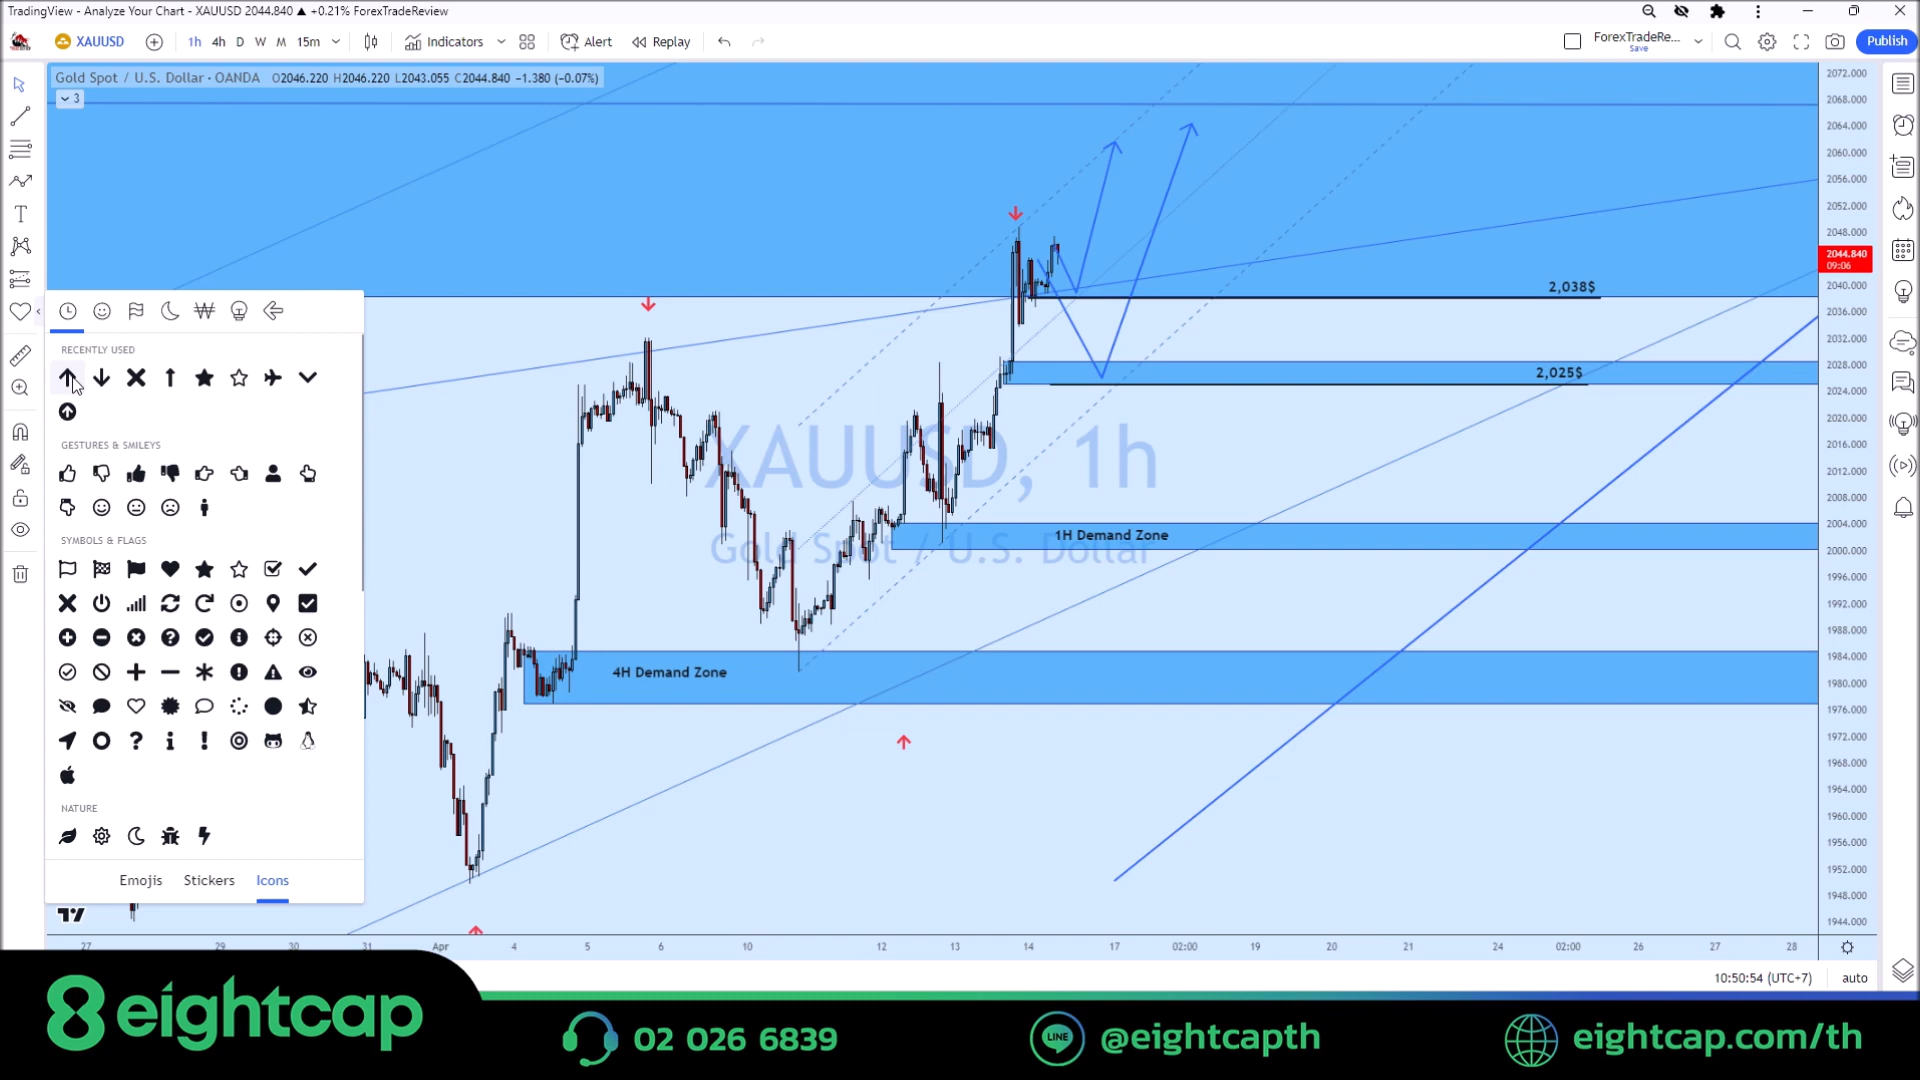 TradingView - Analyze Your Chart - XAUUSD 2044.840 ▲ +0.21% ForexTradeReview
XAUUSD 1h 4h D W M 15m Indicators Alert Replay ForexTradeRe... Save Publish
Gold Spot / U.S. Dollar · OANDA O2046.220 H2046.220 L2043.055 C2044.840 −1.380 (−0.07%)
3
2072.000
2068.000
2064.000
2060.000
2056.000
2052.000
2048.000
2044.840
09:06
2040.000
2036.000
2032.000
2028.000
2024.000
2020.000
2016.000
2012.000
2008.000
2004.000
2000.000
1996.000
1992.000
1988.000
1984.000
1980.000
1976.000
1972.000
1968.000
1964.000
1960.000
1956.000
1952.000
1948.000
1944.000
2,038$
2,025$
XAUUSD, 1h
Gold Spot / U.S. Dollar
1H Demand Zone
4H Demand Zone
RECENTLY USED
GESTURES & SMILEYS
SYMBOLS & FLAGS
NATURE
Emojis Stickers Icons
27 29 30 31 Apr 4 5 6 10 12 13 14 17 02:00 19 20 21 24 02:00 26 27 28
10:50:54 (UTC+7) auto
8 eightcap
02 026 6839
LINE @eightcapth
eightcap.com/th